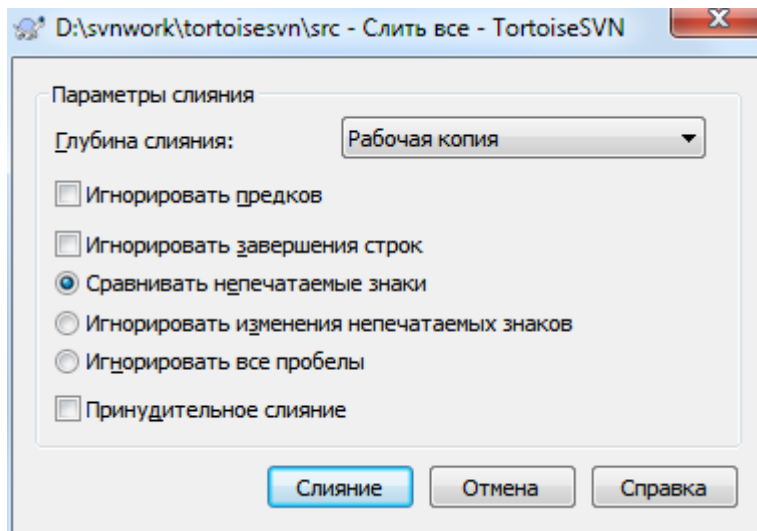 D:\svnwork\tortoisesvn\src - Слить все - TortoiseSVN
Параметры слияния
Глубина слияния: Рабочая копия
Игнорировать предков
Игнорировать завершения строк
Сравнивать непечатаемые знаки
Игнорировать изменения непечатаемых знаков
Игнорировать все пробелы
Принудительное слияние
Слияние Отмена Справка